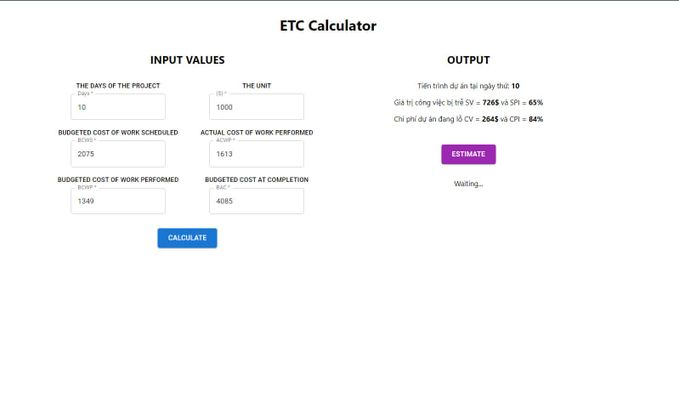 ETC Calculator
INPUT VALUES
OUTPUT
THE DAYS OF THE PROJECT
THE UNIT
Days *
10
($) *
1000
BUDGETED COST OF WORK SCHEDULED
ACTUAL COST OF WORK PERFORMED
BCWS *
2075
ACWP *
1613
BUDGETED COST OF WORK PERFORMED
BUDGETED COST AT COMPLETION
BCWP *
1349
BAC *
4085
CALCULATE
Tiến trình dự án tại ngày thứ: 10
Giá trị công việc bị trễ SV = 726$ và SPI = 65%
Chi phí dự án đang lỗ CV = 264$ và CPI = 84%
ESTIMATE
Waiting...